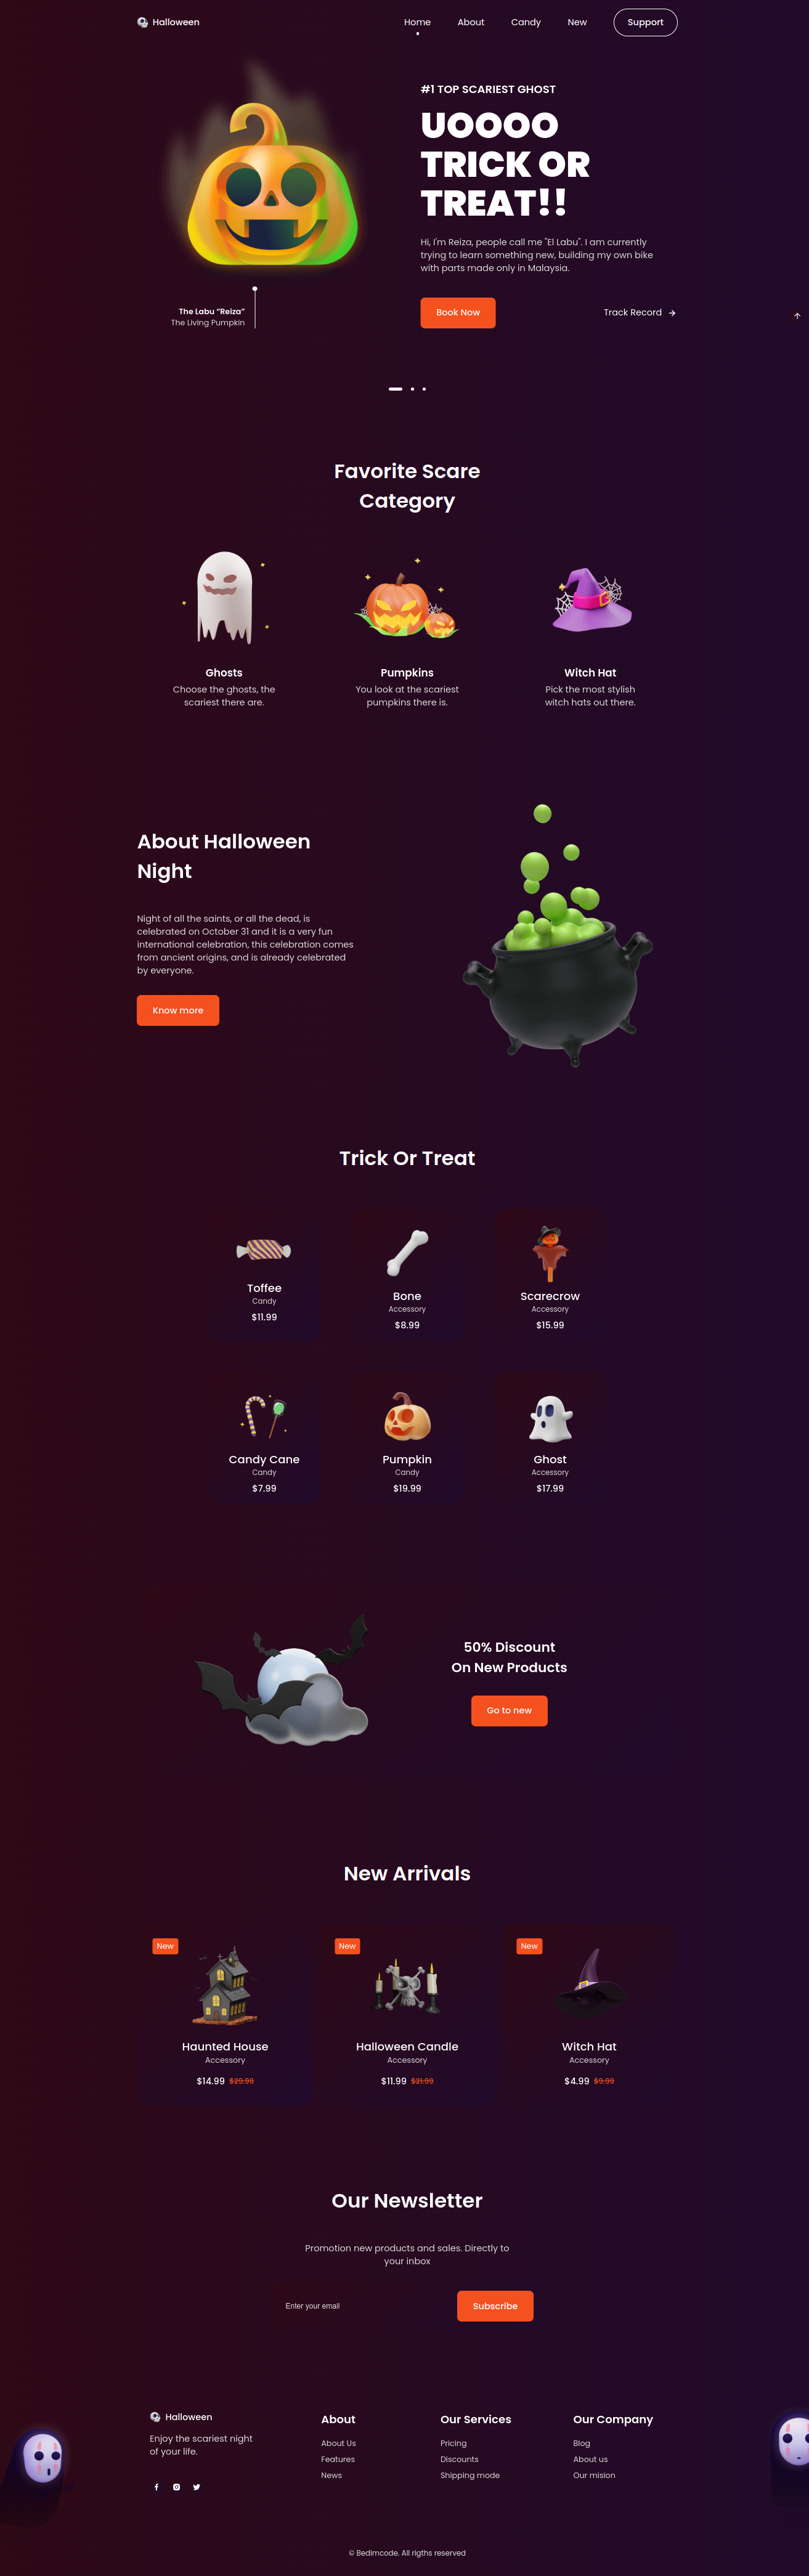 Halloween
Home
About
Candy
New
Support
#1 TOP SCARIEST GHOST
UOOOO
TRICK OR
TREAT!!
Hi, I'm Reiza, people call me "El Labu". I am currently
trying to learn something new, building my own bike
with parts made only in Malaysia.
Book Now
Track Record
The Labu “Reiza”
The Living Pumpkin
Favorite Scare
Category
Ghosts
Choose the ghosts, the
scariest there are.
Pumpkins
You look at the scariest
pumpkins there is.
Witch Hat
Pick the most stylish
witch hats out there.
About Halloween
Night
Night of all the saints, or all the dead, is
celebrated on October 31 and it is a very fun
international celebration, this celebration comes
from ancient origins, and is already celebrated
by everyone.
Know more
Trick Or Treat
Toffee
Candy
$11.99
Bone
Accessory
$8.99
Scarecrow
Accessory
$15.99
Candy Cane
Candy
$7.99
Pumpkin
Candy
$19.99
Ghost
Accessory
$17.99
50% Discount
On New Products
Go to new
New Arrivals
New
Haunted House
Accessory
$14.99 $29.99
New
Halloween Candle
Accessory
$11.99 $21.99
New
Witch Hat
Accessory
$4.99 $9.99
Our Newsletter
Promotion new products and sales. Directly to
your inbox
Enter your email
Subscribe
Halloween
Enjoy the scariest night
of your life.
About
About Us
Features
News
Our Services
Pricing
Discounts
Shipping mode
Our Company
Blog
About us
Our mision
© Bedimcode. All rigths reserved